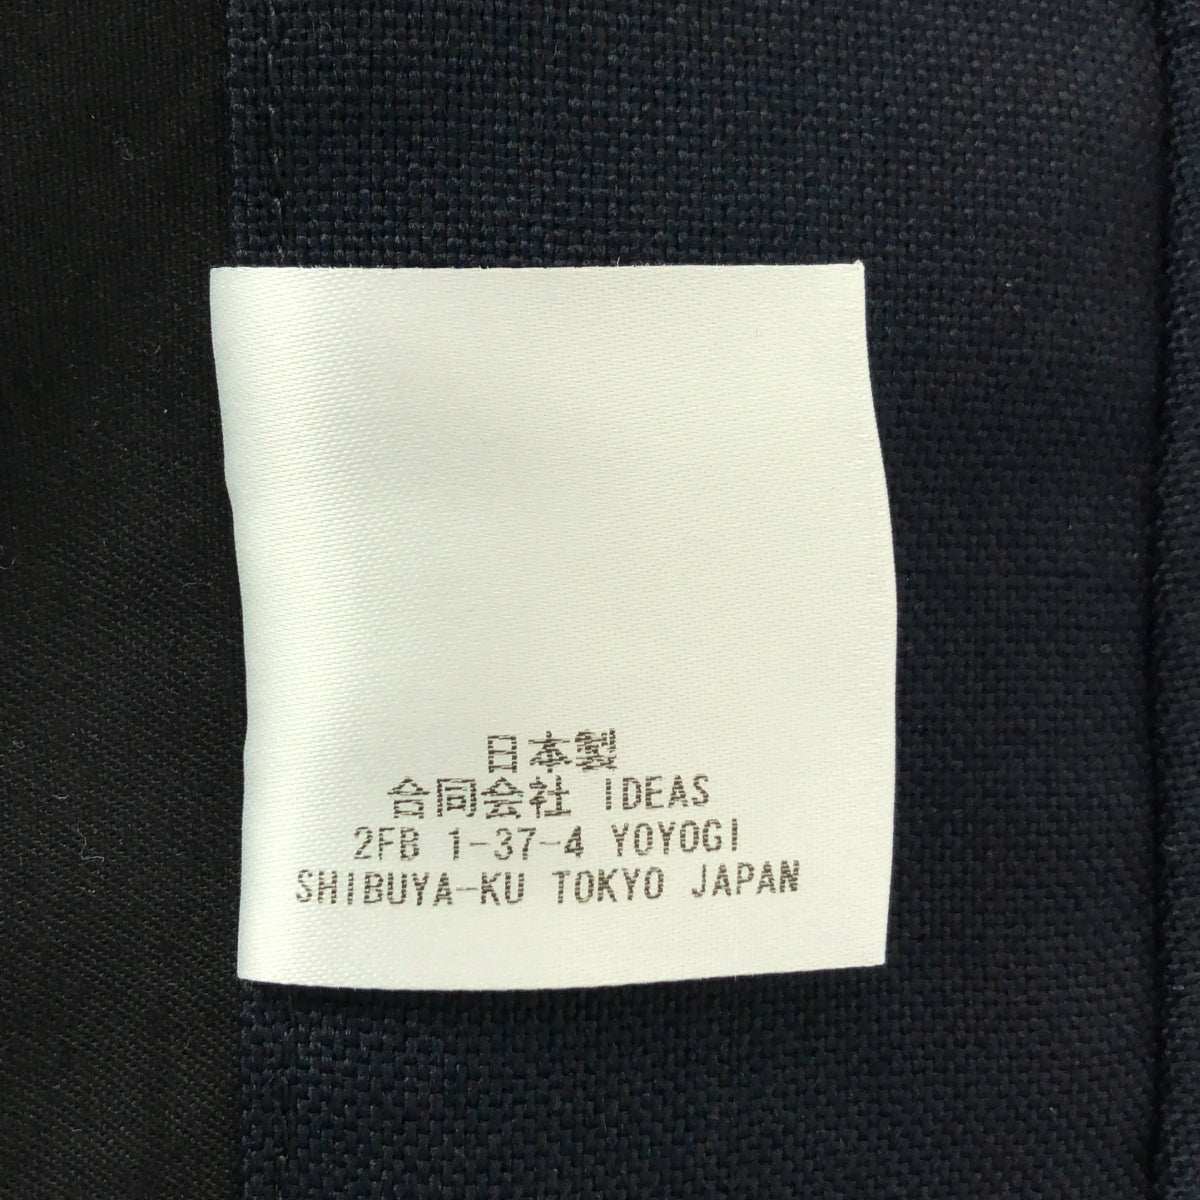 日本製
合同会社 IDEAS
2FB 1-37-4 YOYOGI
SHIBUYA-KU TOKYO JAPAN